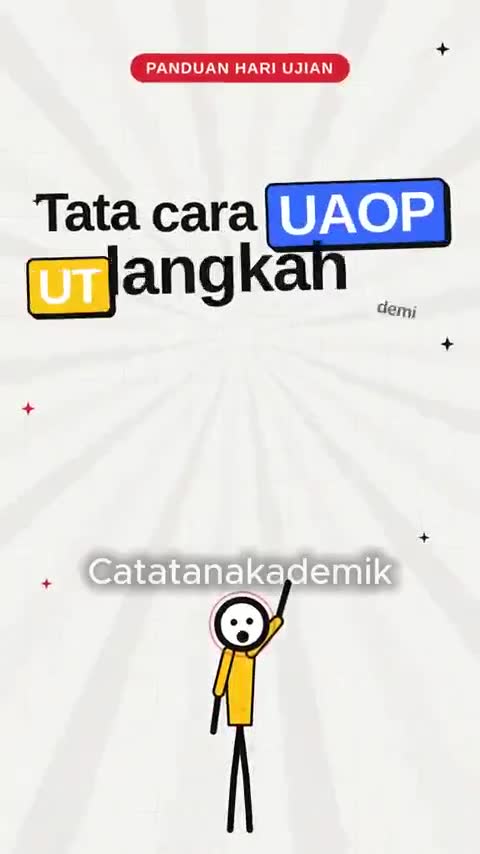 PANDUAN HARI UJIAN
Tata cara UAOP
UT langkah
demi
Catatanakademik